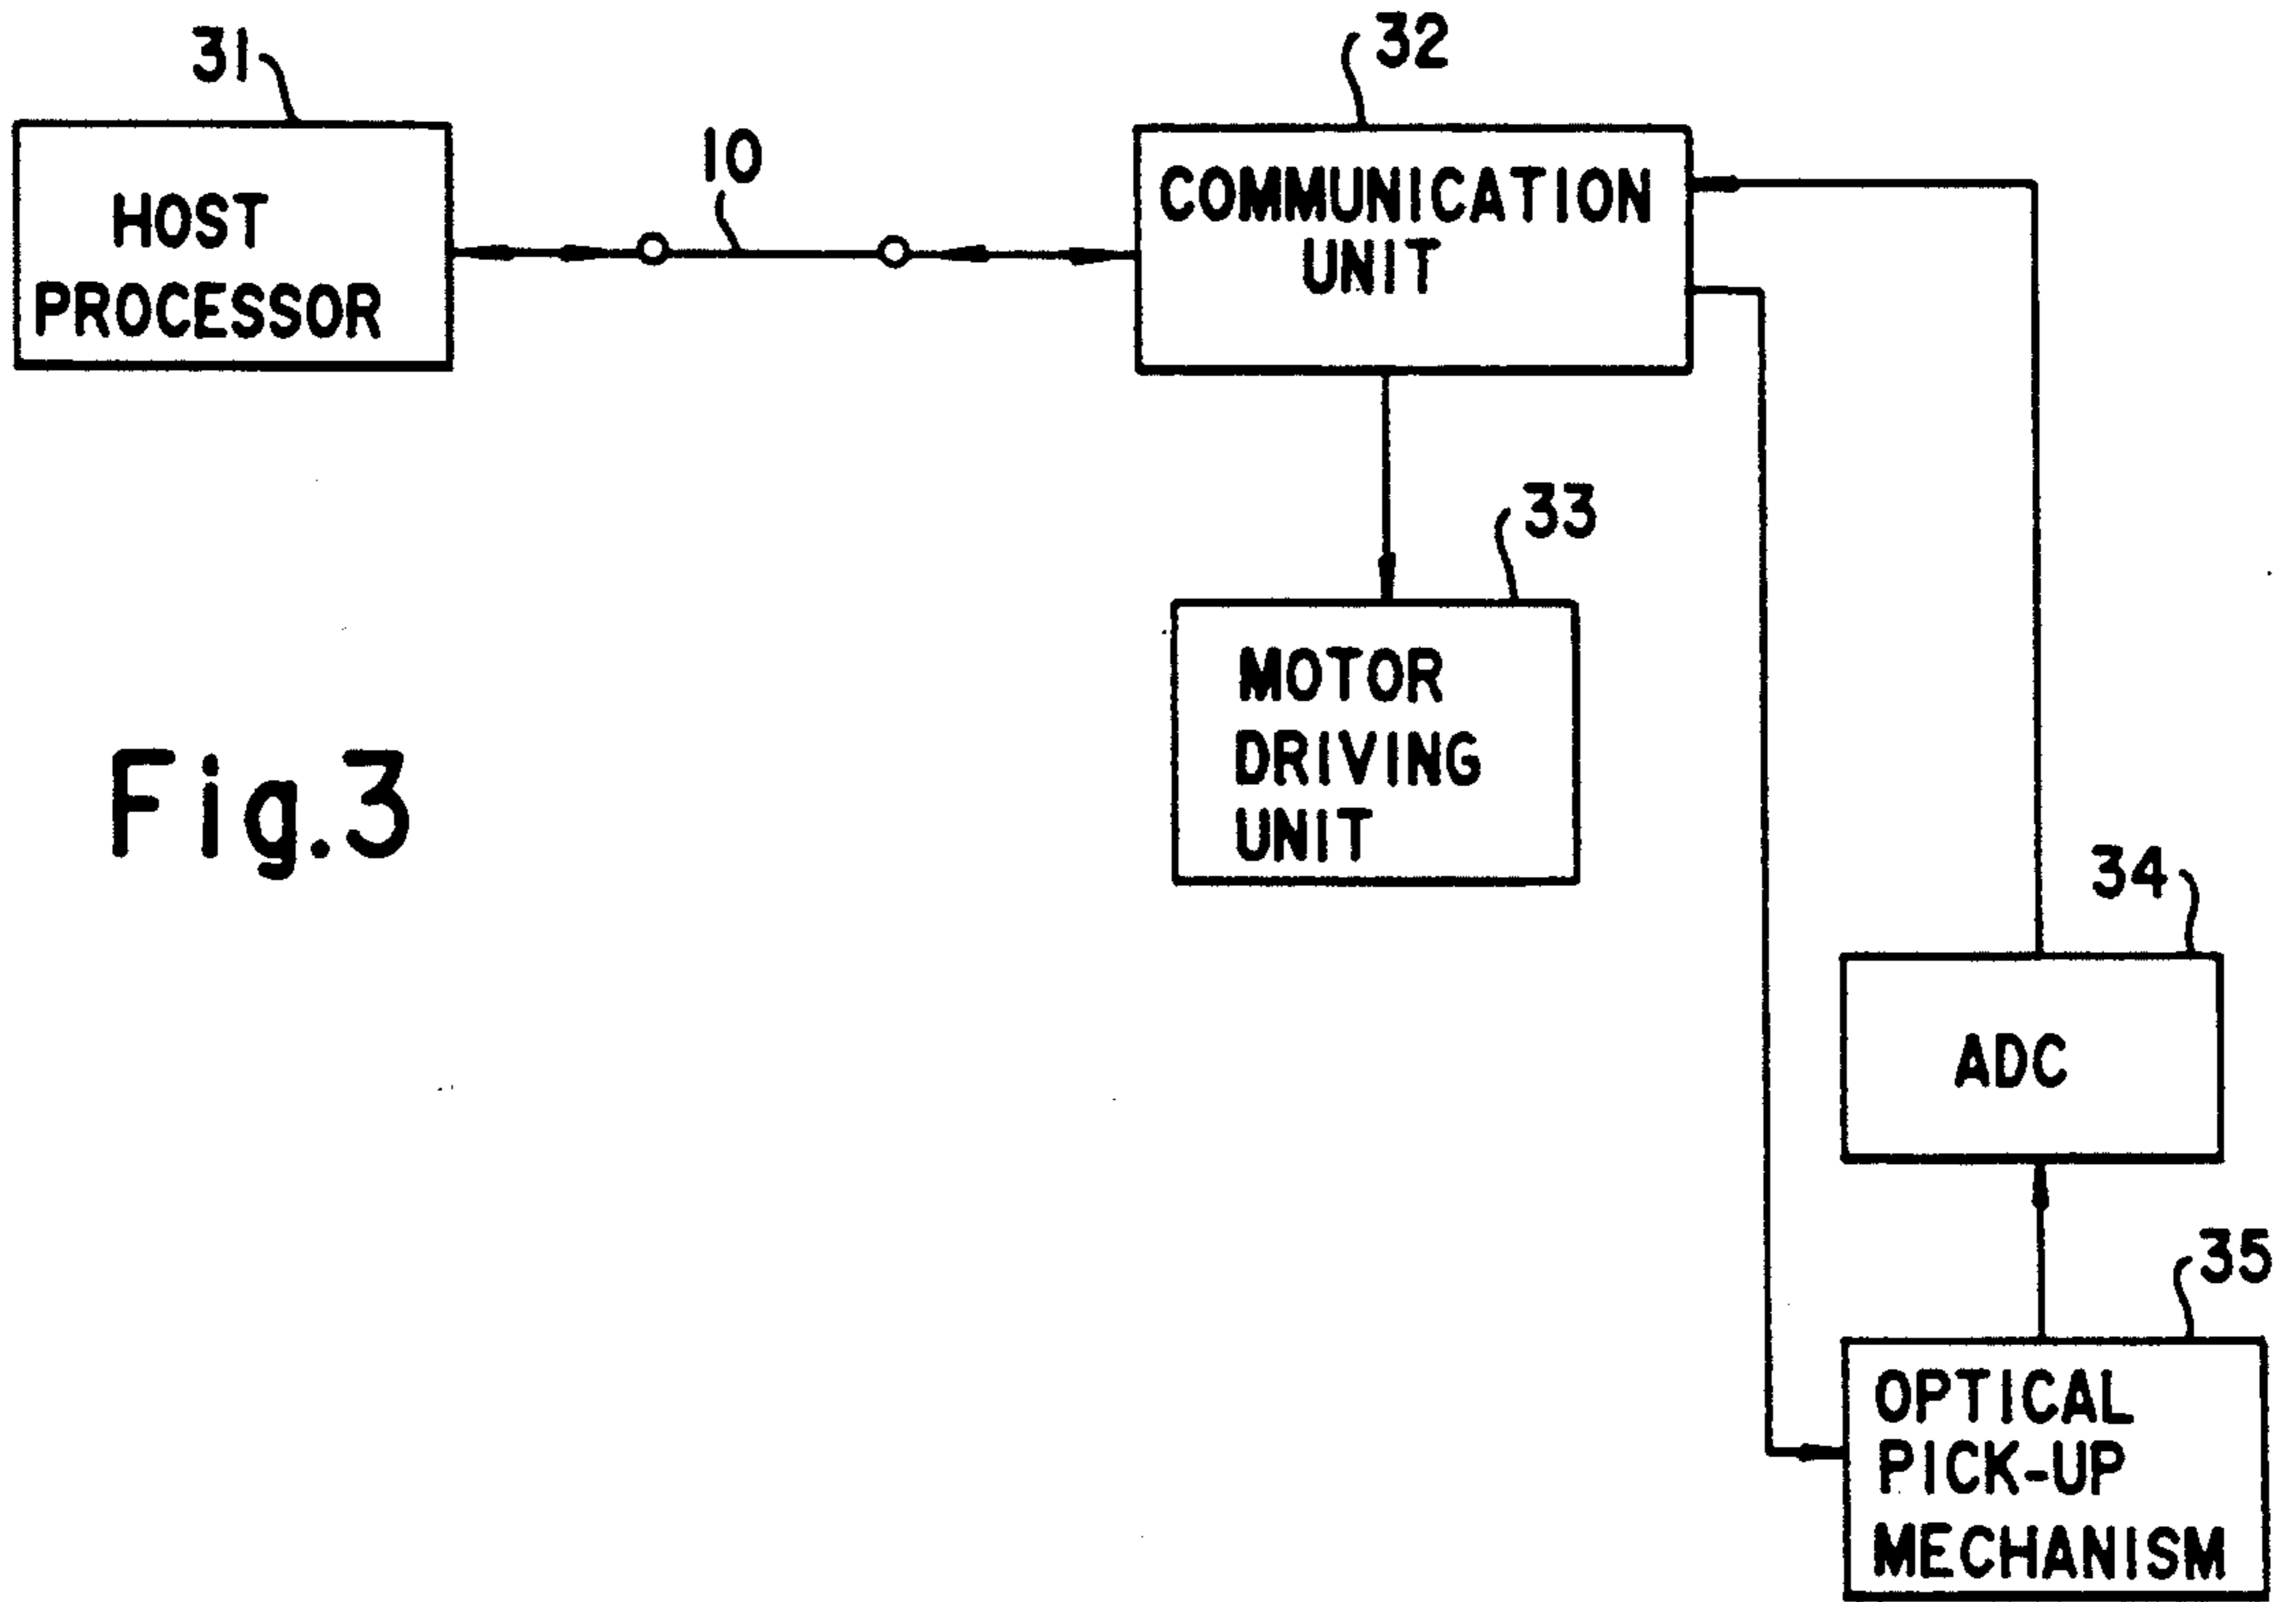 31
32
10
HOST
PROCESSOR
COMMUNICATION
UNIT
33
MOTOR
DRIVING
UNIT
Fig.3
34
ADC
35
OPTICAL
PICK-UP
MECHANISM